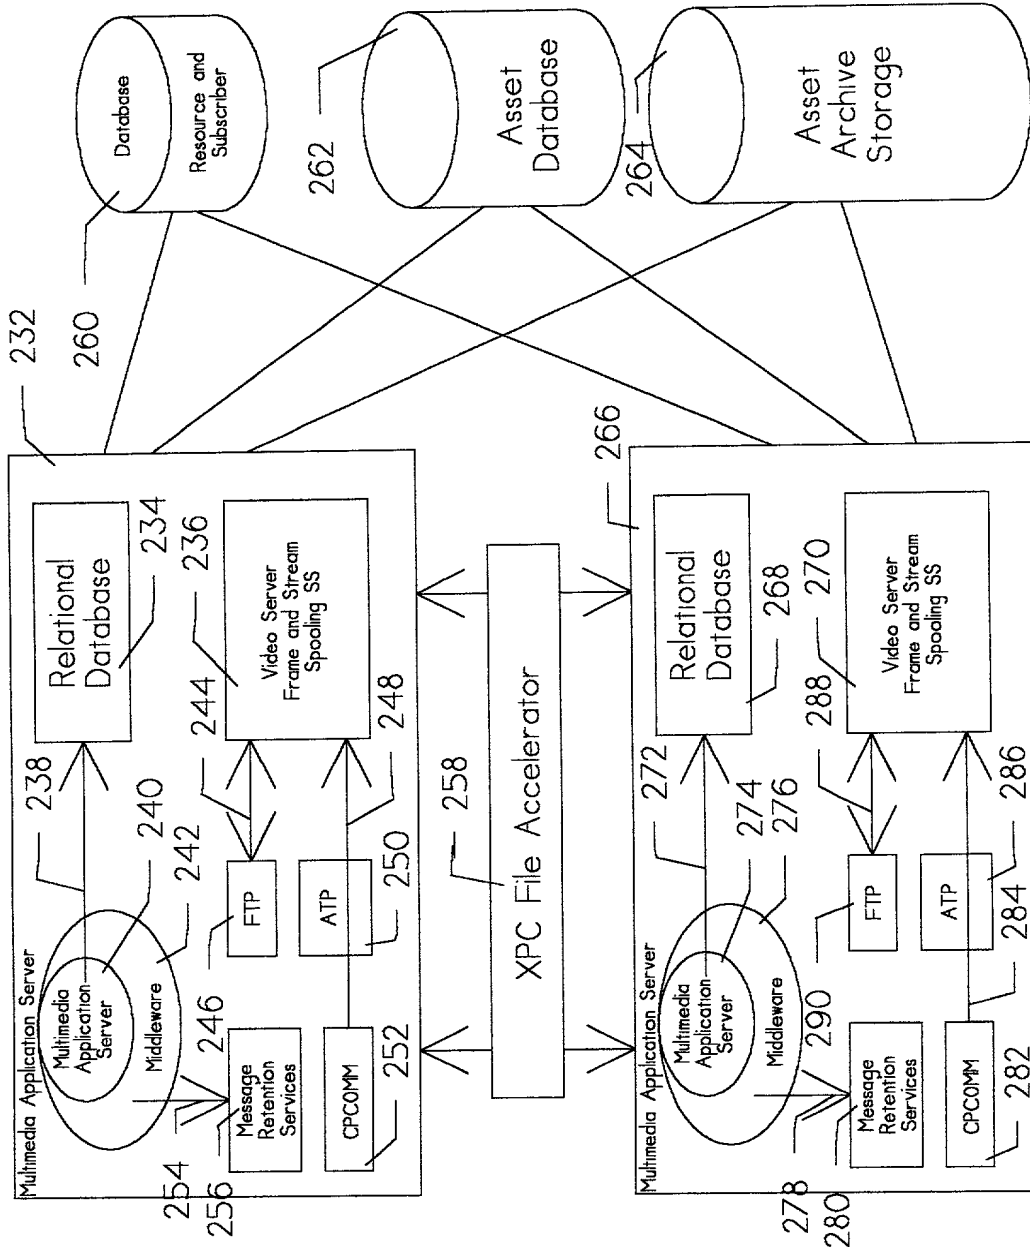 Multimedia Application Server
Multimedia
Application
Server
Middleware
238
240
242
Relational
Database
234
232
254
256
Message
Retention
Services
246
FTP
244
236
Video Server
Frame and Stream
Spooling SS
CPCOMM
252
ATP
250
248
260
Database
Resource and
Subscriber
262
Asset
Database
264
Asset
Archive
Storage
258
XPC File Accelerator
Multimedia Application Server
Multimedia
Application
Server
Middleware
272
274
276
Relational
Database
268
266
278
280
Message
Retention
Services
290
FTP
288
270
Video Server
Frame and Stream
Spooling SS
CPCOMM
282
ATP
284
286